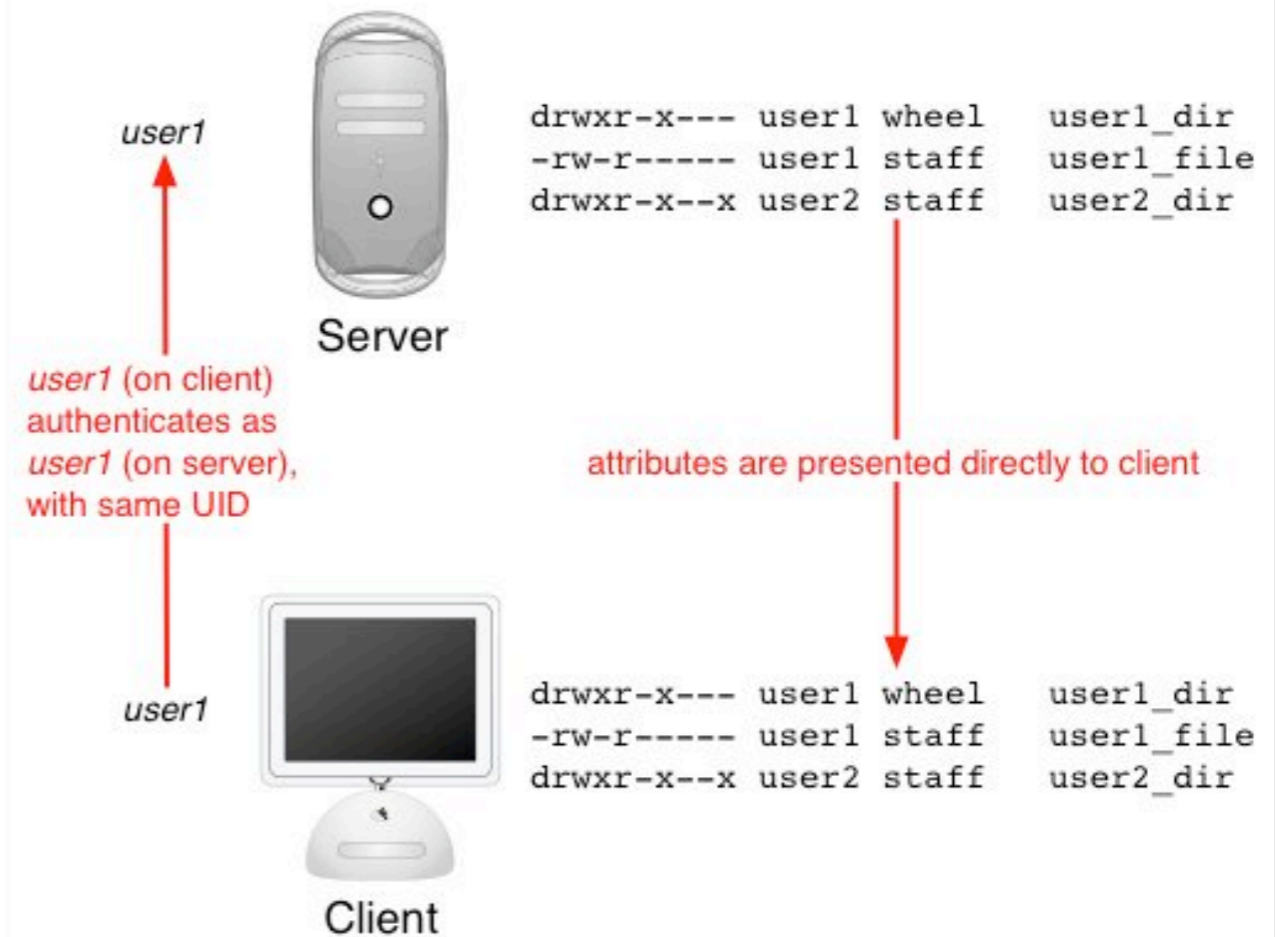 user1
drwxr-x--- user1 wheel user1_dir
-rw-r----- user1 staff user1_file
drwxr-x--x user2 staff user2_dir
Server
user1 (on client)
authenticates as
user1 (on server),
with same UID
attributes are presented directly to client
user1
drwxr-x--- user1 wheel user1_dir
-rw-r----- user1 staff user1_file
drwxr-x--x user2 staff user2_dir
Client